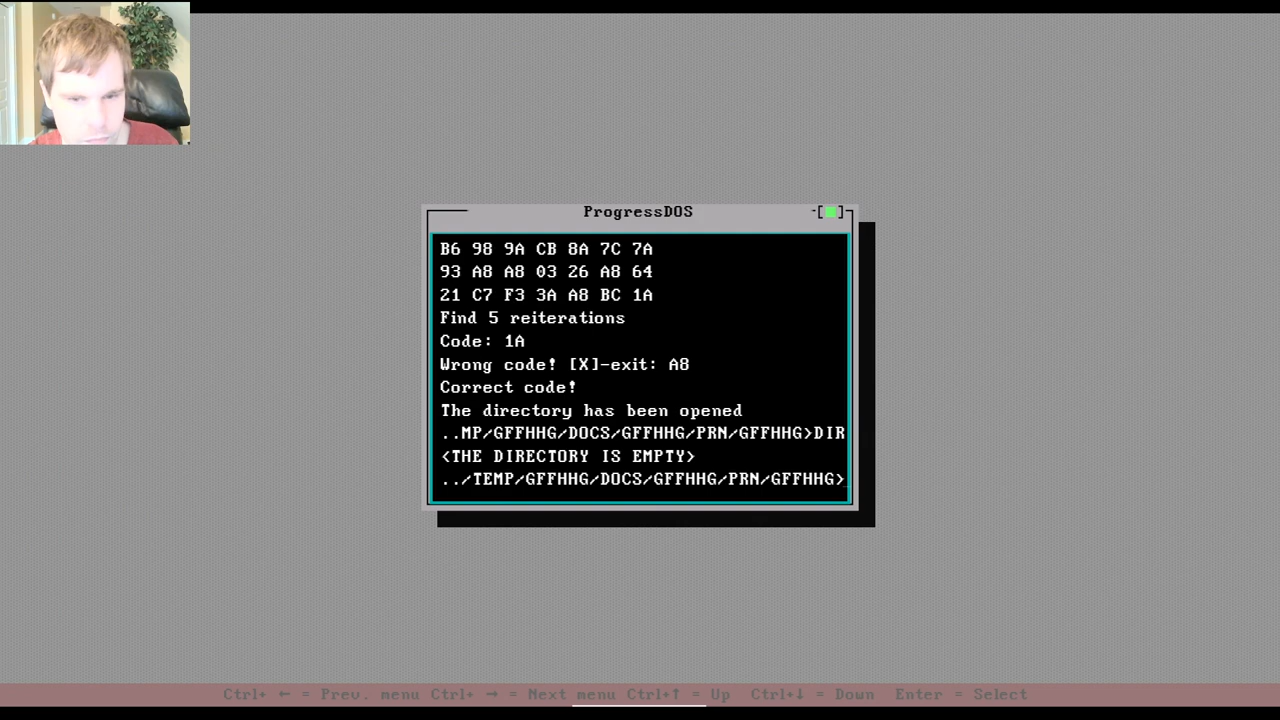 ProgressDOS
B6 98 9A CB 8A 7C 7A
93 A8 A8 03 26 A8 64
21 C7 F3 3A A8 BC 1A
Find 5 reiterations
Code: 1A
Wrong code! [X]-exit: A8
Correct code!
The directory has been opened
..MP/GFFHHG/DOCS/GFFHHG/PRN/GFFHHG>DIR
<THE DIRECTORY IS EMPTY>
../TEMP/GFFHHG/DOCS/GFFHHG/PRN/GFFHHG>_
Ctrl+ ← = Prev. menu Ctrl+ → = Next menu Ctrl+↑ = Up Ctrl+↓ = Down Enter = Select